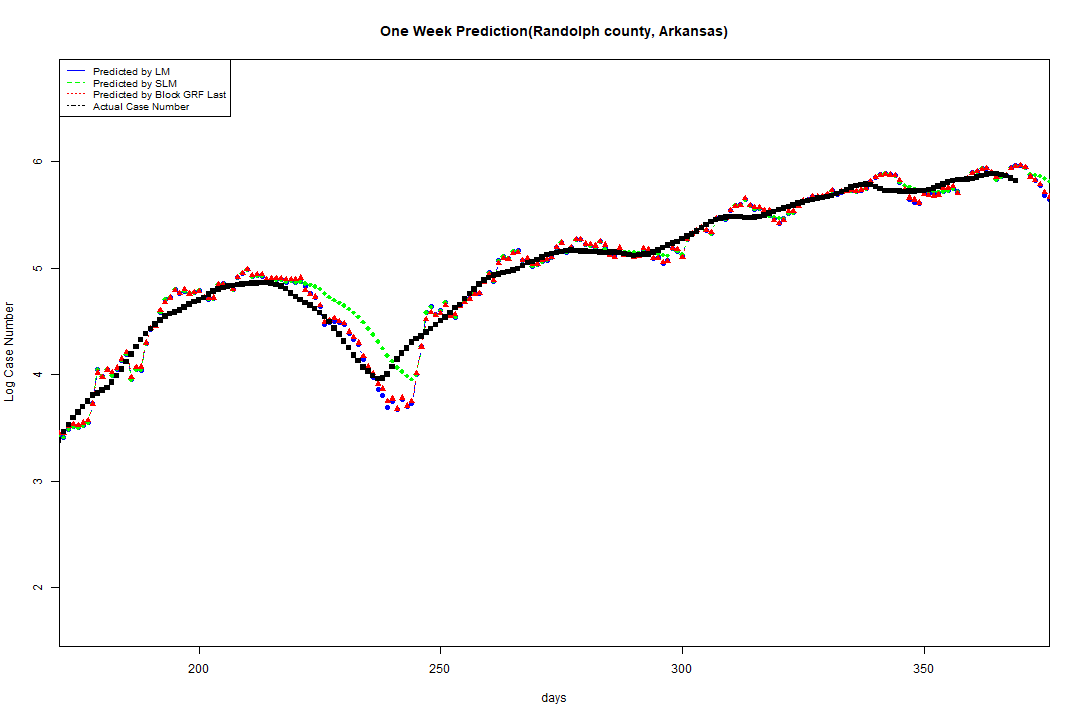 One Week Prediction(Randolph county, Arkansas)
Predicted by LM
Predicted by SLM
Predicted by Block GRF Last
Actual Case Number
6
5
4
3
2
Log Case Number
200
250
300
350
days